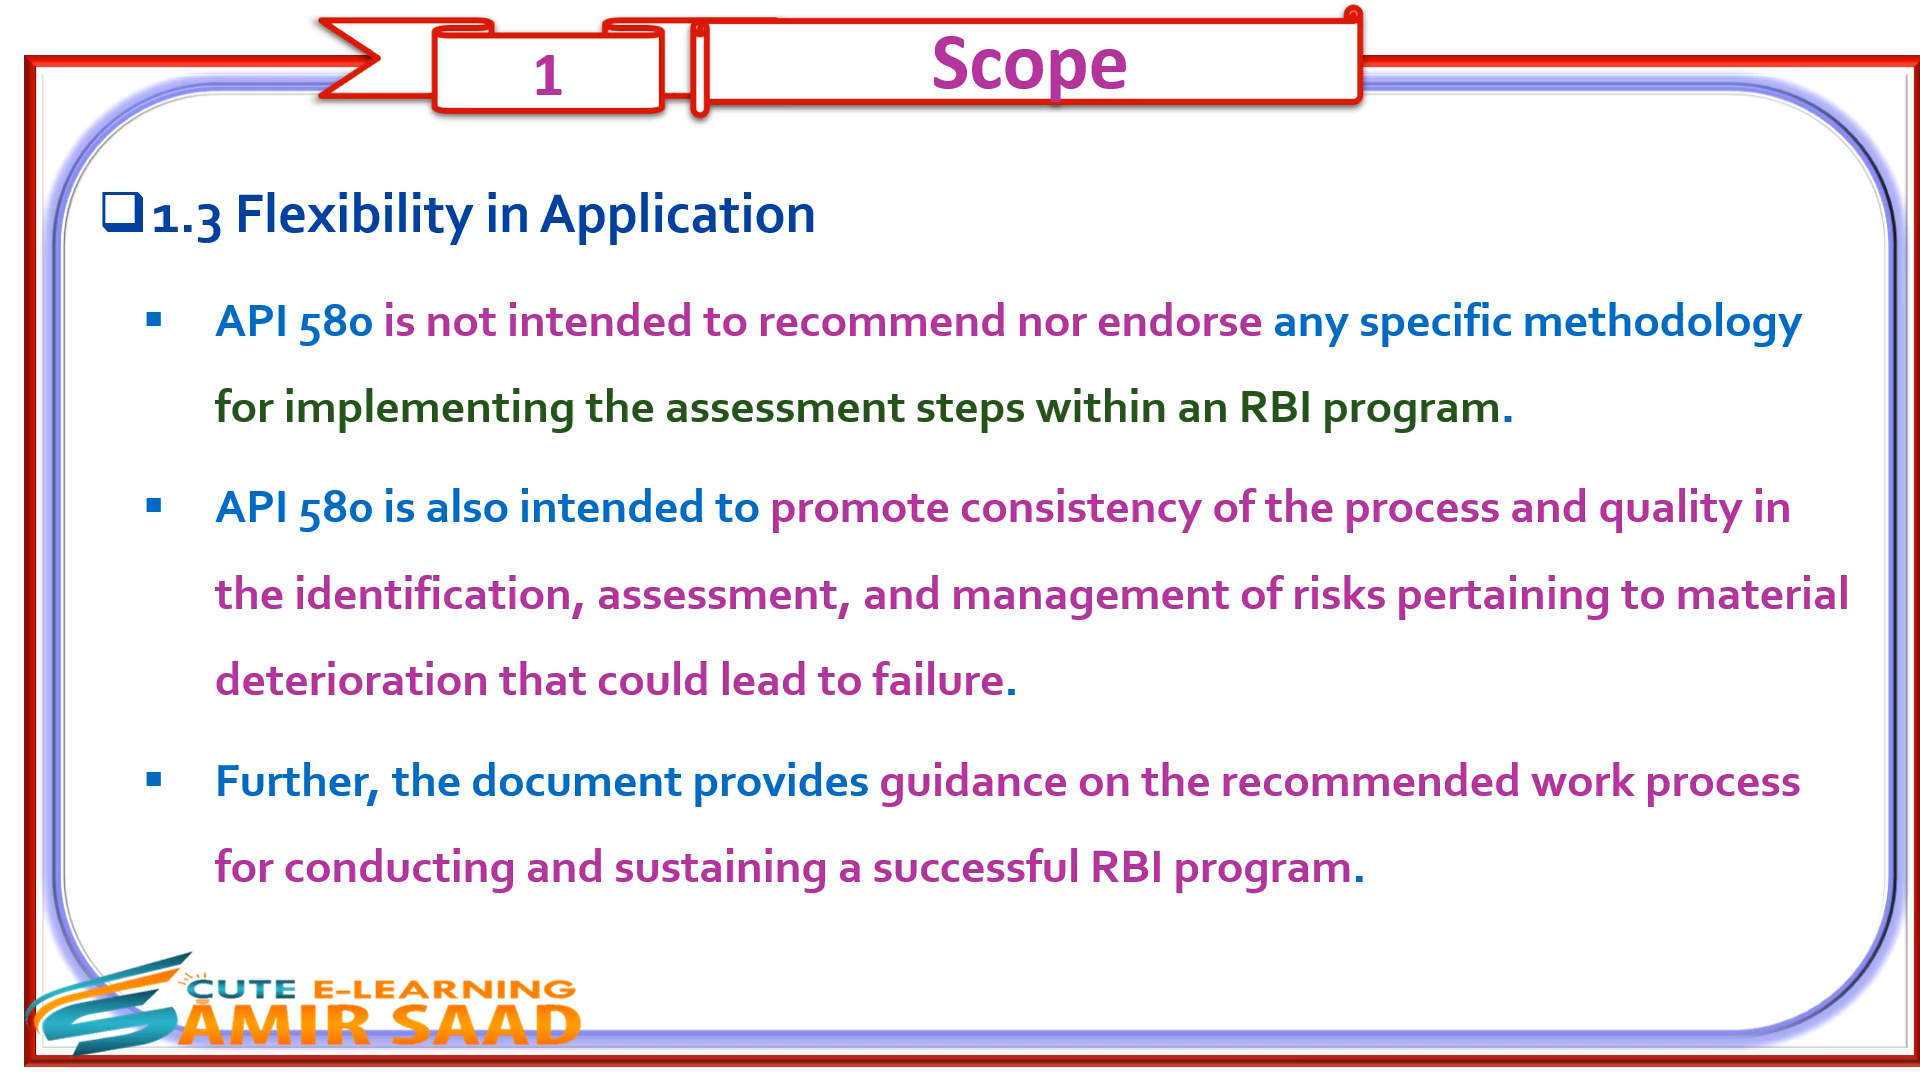 1
Scope
1.3 Flexibility in Application
API 580 is not intended to recommend nor endorse any specific methodology
for implementing the assessment steps within an RBI program.
API 580 is also intended to promote consistency of the process and quality in
the identification, assessment, and management of risks pertaining to material
deterioration that could lead to failure.
Further, the document provides guidance on the recommended work process
for conducting and sustaining a successful RBI program.
CUTE E-LEARNING
AMIR SAAD